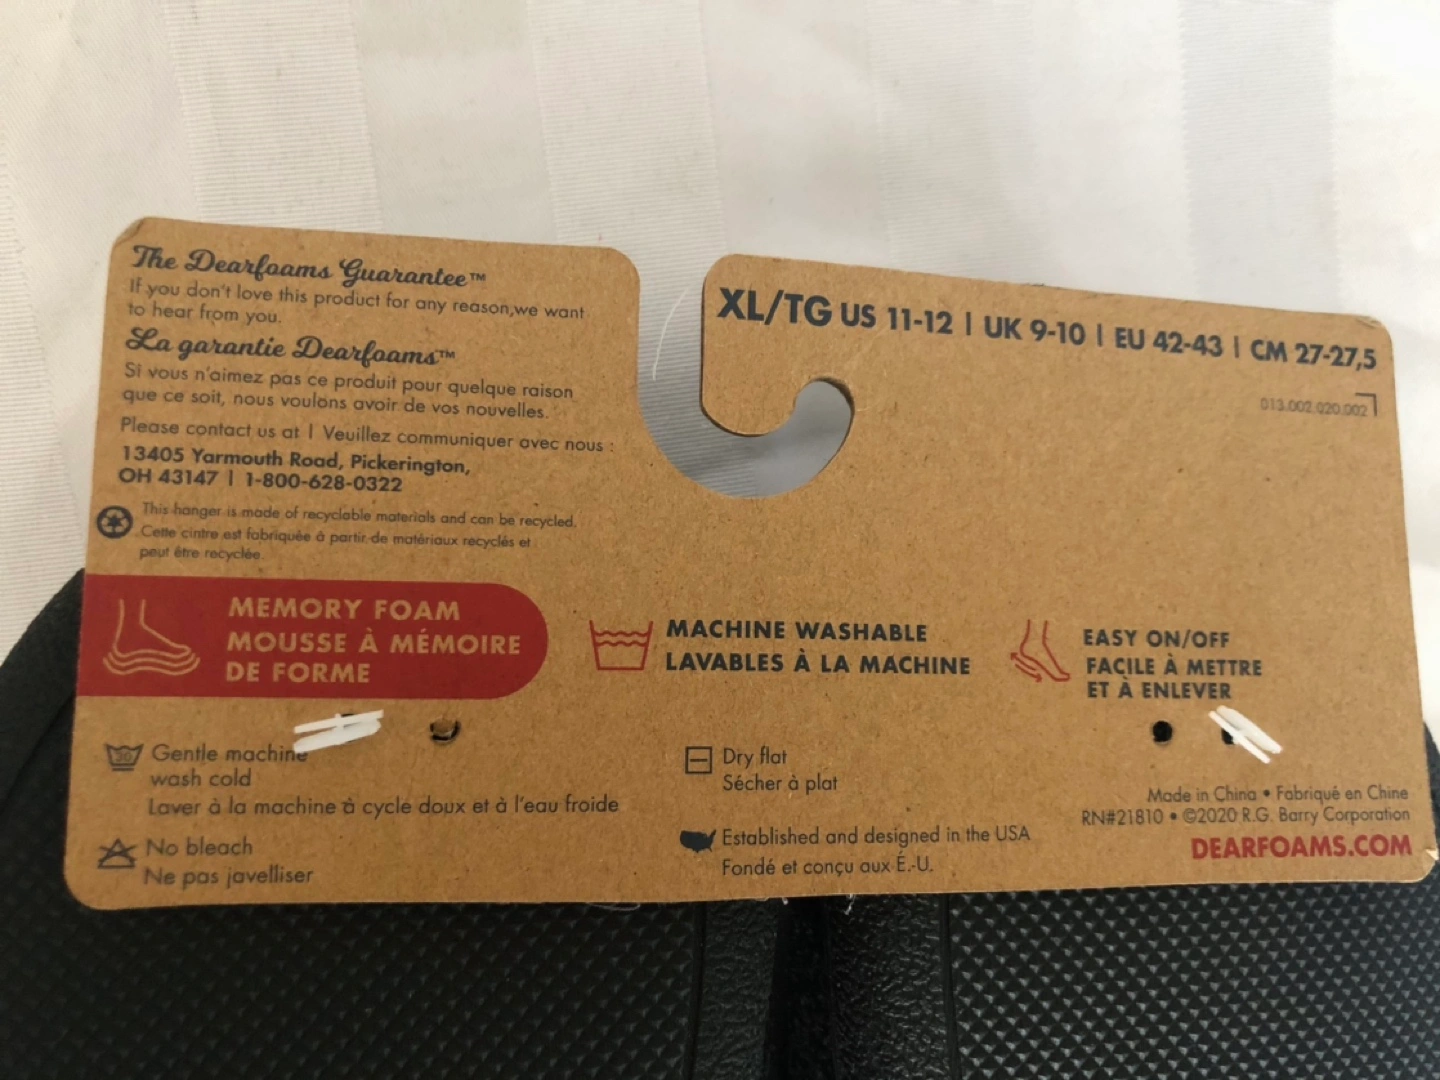 The Dearfoams Guarantee™
If you don't love this product for any reason,we want
to hear from you.
La garantie Dearfoams™
Si vous n'aimez pas ce produit pour quelque raison
que ce soit, nous voulons avoir de vos nouvelles.
Please contact us at | Veuillez communiquer avec nous :
13405 Yarmouth Road, Pickerington,
OH 43147 | 1-800-628-0322
This hanger is made of recyclable materials and can be recycled.
Cette cintre est fabriquée à partir de matériaux recyclés et
peut être recyclée.
XL/TG US 11-12 | UK 9-10 | EU 42-43 | CM 27-27,5
013.002.020.002
MEMORY FOAM
MOUSSE À MÉMOIRE
DE FORME
MACHINE WASHABLE
LAVABLES À LA MACHINE
EASY ON/OFF
FACILE À METTRE
ET À ENLEVER
30
Gentle machine
wash cold
Laver à la machine à cycle doux et à l'eau froide
No bleach
Ne pas javelliser
Dry flat
Sécher à plat
Established and designed in the USA
Fondé et conçu aux É.-U.
Made in China • Fabriqué en Chine
RN#21810 • ©2020 R.G. Barry Corporation
DEARFOAMS.COM